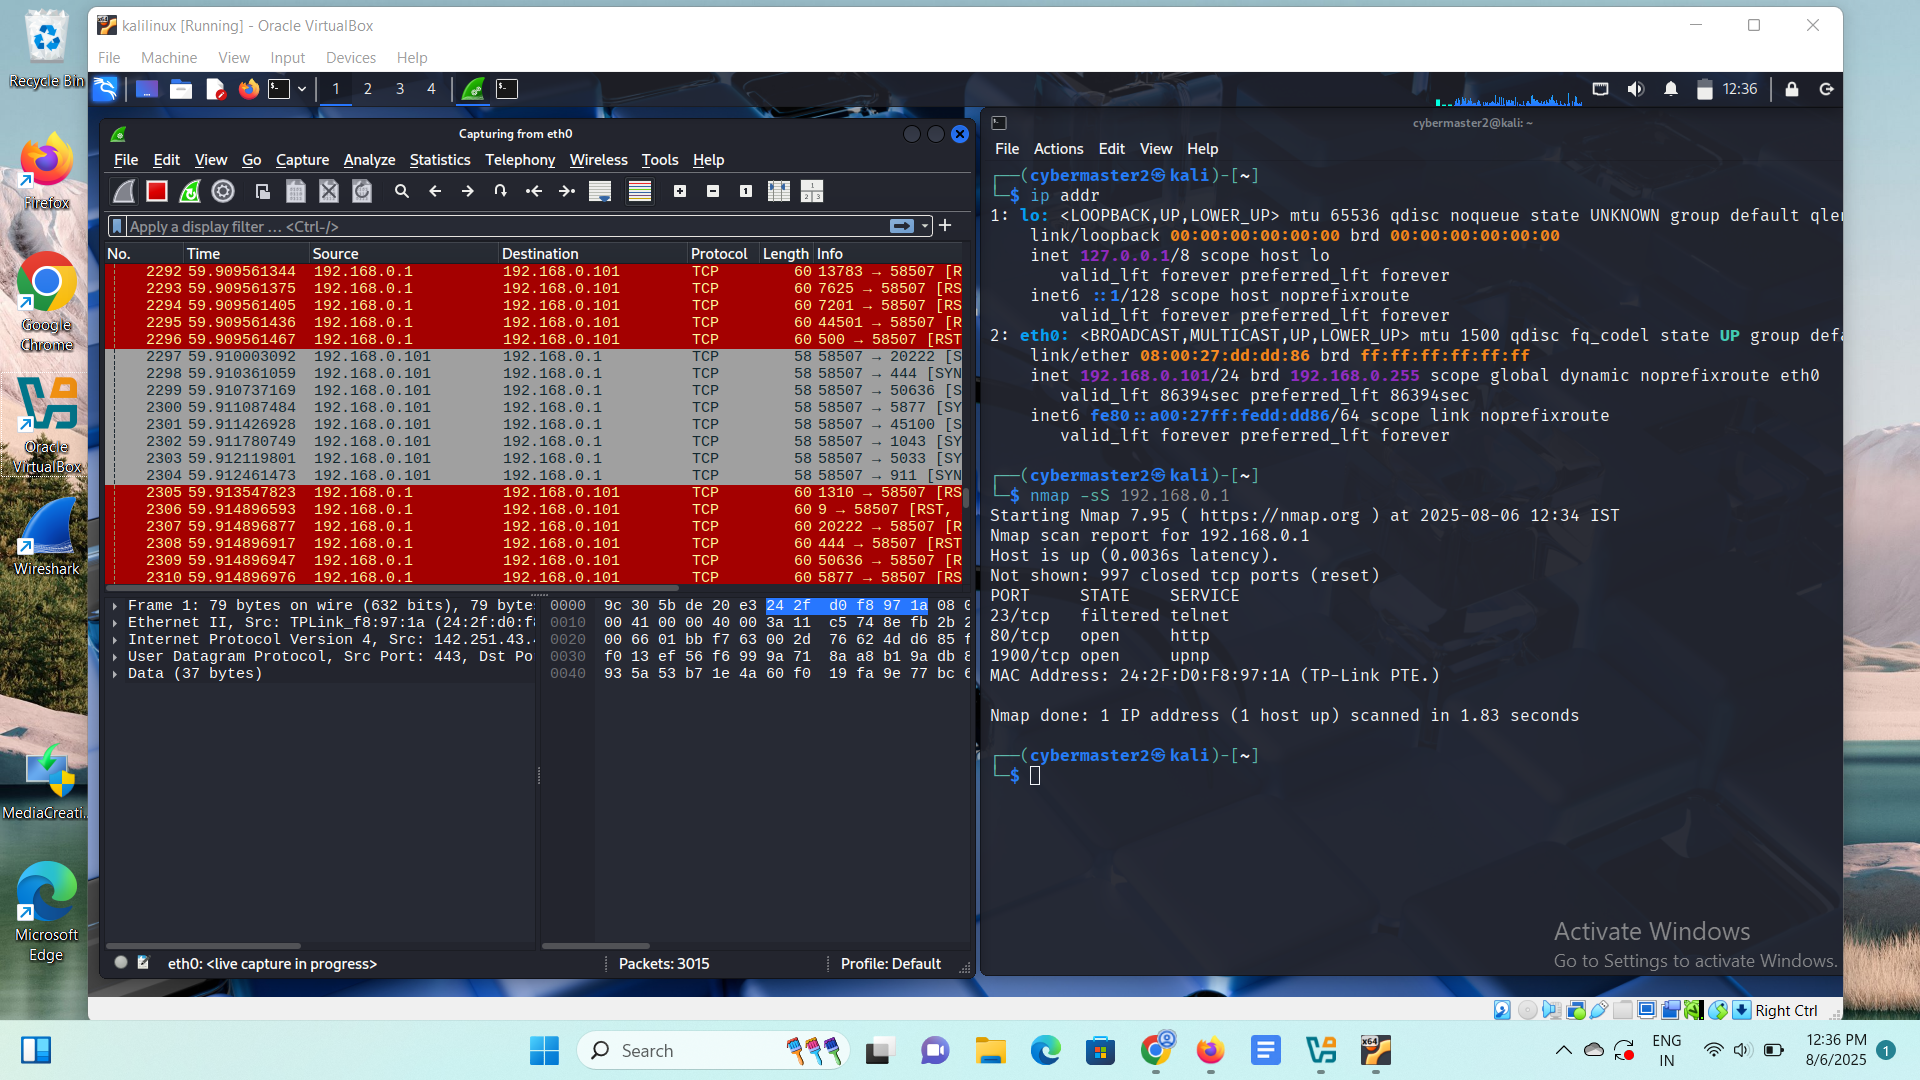 kalilinux [Running] - Oracle VirtualBox
File Machine View Input Devices Help
1 2 3 4
12:36
Recycle Bin
Firefox
Google Chrome
Oracle VirtualBox
Wireshark
MediaCreati...
Microsoft Edge
Capturing from eth0
File Edit View Go Capture Analyze Statistics Telephony Wireless Tools Help
Apply a display filter ... <Ctrl-/>
No. Time Source Destination Protocol Length Info
2292 59.909561344 192.168.0.1 192.168.0.101 TCP 60 13783 → 58507 [R
2293 59.909561375 192.168.0.1 192.168.0.101 TCP 60 7625 → 58507 [RS
2294 59.909561405 192.168.0.1 192.168.0.101 TCP 60 7201 → 58507 [RS
2295 59.909561436 192.168.0.1 192.168.0.101 TCP 60 44501 → 58507 [R
2296 59.909561467 192.168.0.1 192.168.0.101 TCP 60 500 → 58507 [RST
2297 59.910003092 192.168.0.101 192.168.0.1 TCP 58 58507 → 20222 [S
2298 59.910361059 192.168.0.101 192.168.0.1 TCP 58 58507 → 444 [SYN
2299 59.910737169 192.168.0.101 192.168.0.1 TCP 58 58507 → 50636 [S
2300 59.911087484 192.168.0.101 192.168.0.1 TCP 58 58507 → 5877 [SY
2301 59.911426928 192.168.0.101 192.168.0.1 TCP 58 58507 → 45100 [S
2302 59.911780749 192.168.0.101 192.168.0.1 TCP 58 58507 → 1043 [SY
2303 59.912119801 192.168.0.101 192.168.0.1 TCP 58 58507 → 5033 [SY
2304 59.912461473 192.168.0.101 192.168.0.1 TCP 58 58507 → 911 [SYN
2305 59.913547823 192.168.0.1 192.168.0.101 TCP 60 1310 → 58507 [RS
2306 59.914896593 192.168.0.1 192.168.0.101 TCP 60 9 → 58507 [RST,
2307 59.914896877 192.168.0.1 192.168.0.101 TCP 60 20222 → 58507 [R
2308 59.914896917 192.168.0.1 192.168.0.101 TCP 60 444 → 58507 [RST
2309 59.914896947 192.168.0.1 192.168.0.101 TCP 60 50636 → 58507 [R
2310 59.914896976 192.168.0.1 192.168.0.101 TCP 60 5877 → 58507 [RS
Frame 1: 79 bytes on wire (632 bits), 79 byte
Ethernet II, Src: TPLink_f8:97:1a (24:2f:d0:f8
Internet Protocol Version 4, Src: 142.251.43.
User Datagram Protocol, Src Port: 443, Dst Po
Data (37 bytes)
0000 9c 30 5b de 20 e3 24 2f d0 f8 97 1a 08 0
0010 00 41 00 00 40 00 3a 11 c5 74 8e fb 2b 2
0020 00 66 01 bb f7 63 00 2d 76 62 4d d6 85 f
0030 f0 13 ef 56 f6 99 9a 71 8a a8 b1 9a db 8
0040 93 5a 53 b7 1e 4a 60 f0 19 fa 9e 77 bc 6
eth0: <live capture in progress> Packets: 3015 Profile: Default
cybermaster2@kali: ~
File Actions Edit View Help
┌──(cybermaster2㉿kali)-[~]
└─$ ip addr
1: lo: <LOOPBACK,UP,LOWER_UP> mtu 65536 qdisc noqueue state UNKNOWN group default qlen
link/loopback 00:00:00:00:00:00 brd 00:00:00:00:00:00
inet 127.0.0.1/8 scope host lo
valid_lft forever preferred_lft forever
inet6 ::1/128 scope host noprefixroute
valid_lft forever preferred_lft forever
2: eth0: <BROADCAST,MULTICAST,UP,LOWER_UP> mtu 1500 qdisc fq_codel state UP group defa
link/ether 08:00:27:dd:dd:86 brd ff:ff:ff:ff:ff:ff
inet 192.168.0.101/24 brd 192.168.0.255 scope global dynamic noprefixroute eth0
valid_lft 86394sec preferred_lft 86394sec
inet6 fe80::a00:27ff:fedd:dd86/64 scope link noprefixroute
valid_lft forever preferred_lft forever
┌──(cybermaster2㉿kali)-[~]
└─$ nmap -sS 192.168.0.1
Starting Nmap 7.95 ( https://nmap.org ) at 2025-08-06 12:34 IST
Nmap scan report for 192.168.0.1
Host is up (0.0036s latency).
Not shown: 997 closed tcp ports (reset)
PORT STATE SERVICE
23/tcp filtered telnet
80/tcp open http
1900/tcp open upnp
MAC Address: 24:2F:D0:F8:97:1A (TP-Link PTE.)
Nmap done: 1 IP address (1 host up) scanned in 1.83 seconds
┌──(cybermaster2㉿kali)-[~]
└─$
Activate Windows
Go to Settings to activate Windows.
Right Ctrl
Search
ENG
IN
12:36 PM
8/6/2025
1